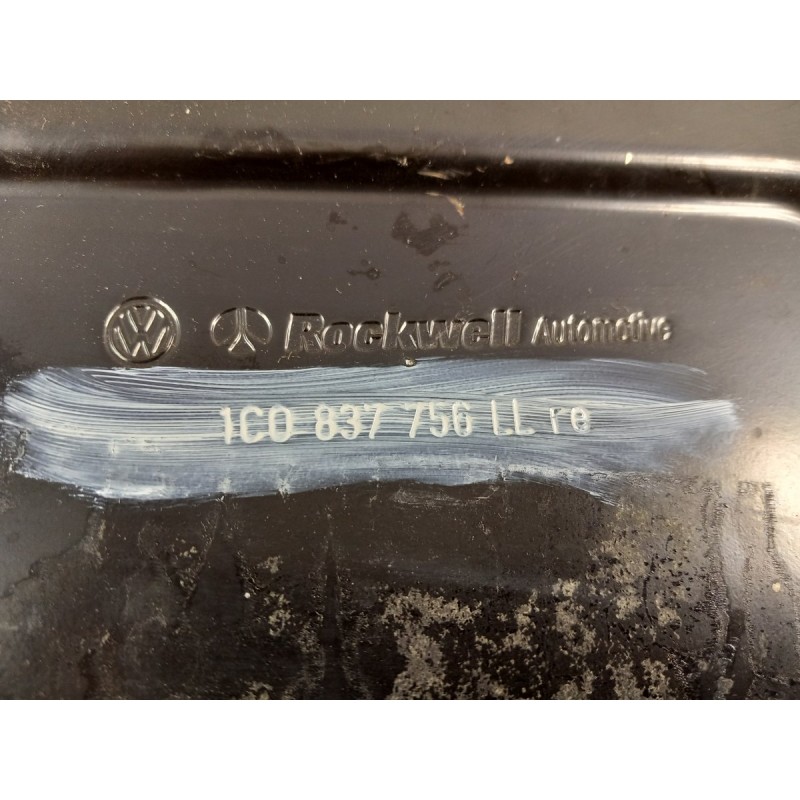 VW Rockwell Automotive
1C0 837 756 LL re